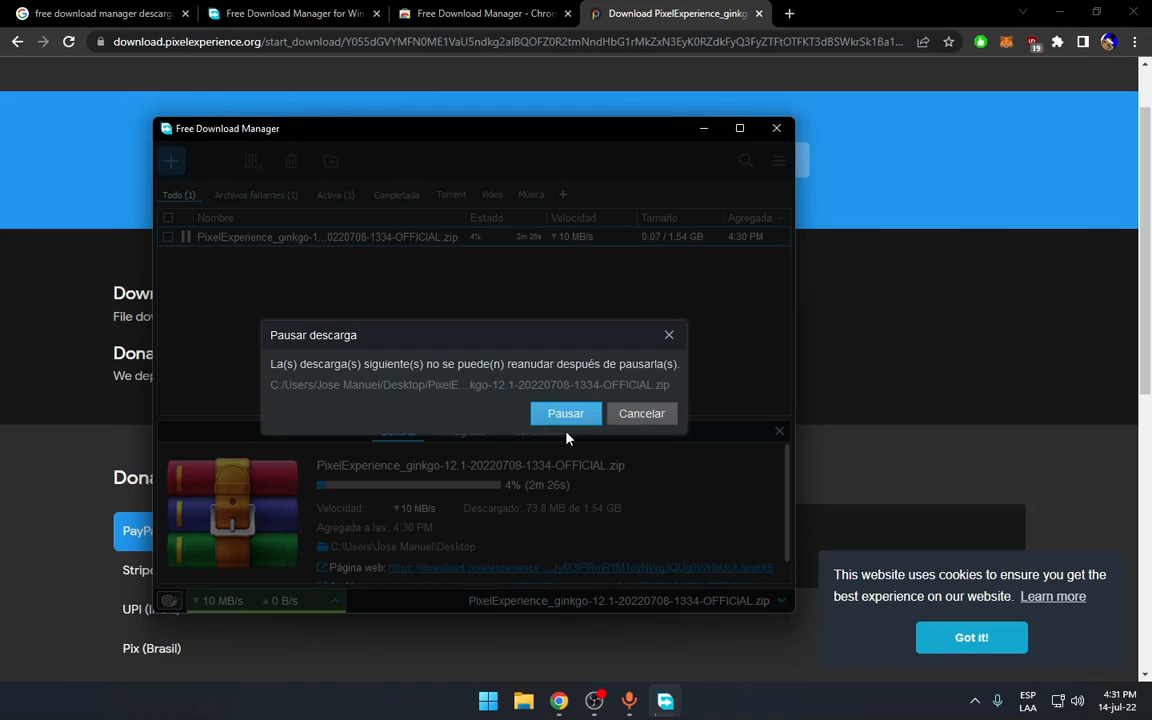 free download manager descarg
Free Download Manager for Win
Free Download Manager - Chron
Download PixelExperience_ginkg
download.pixelexperience.org/start_download/Y055dGVYMFN0ME1VaU5ndkg2alBQOFZ0R2tmNndHbG1rMkZxN3EyK0RZdkFyQ3FyZTFtOTFKT3dBSWkrSk1Ba1...
19
Free Download Manager
Todo (1) Archivos faltantes (1) Activa (1) Completada Torrent Video Música
Nombre Estado Velocidad Tamaño Agregada
PixelExperience_ginkgo-1...0220708-1334-OFFICIAL.zip 4% 2m 26s 10 MB/s 0.07 / 1.54 GB 4:30 PM
Down
File dov
Dona
We dep
Pausar descarga
La(s) descarga(s) siguiente(s) no se puede(n) reanudar después de pausarla(s).
C:/Users/Jose Manuel/Desktop/PixelE...kgo-12.1-20220708-1334-OFFICIAL.zip
Pausar Cancelar
PixelExperience_ginkgo-12.1-20220708-1334-OFFICIAL.zip
4% (2m 26s)
Velocidad: 10 MB/s Descargado: 73.8 MB de 1.54 GB
Agregada a las: 4:30 PM
C:\Users\Jose Manuel\Desktop
Página web:
10 MB/s 0 B/s PixelExperience_ginkgo-12.1-20220708-1334-OFFICIAL.zip
Dona
PayPa
Stripe
UPI (In
Pix (Brasil)
This website uses cookies to ensure you get the
best experience on our website. Learn more
Got it!
ESP
LAA
4:31 PM
14-jul-22